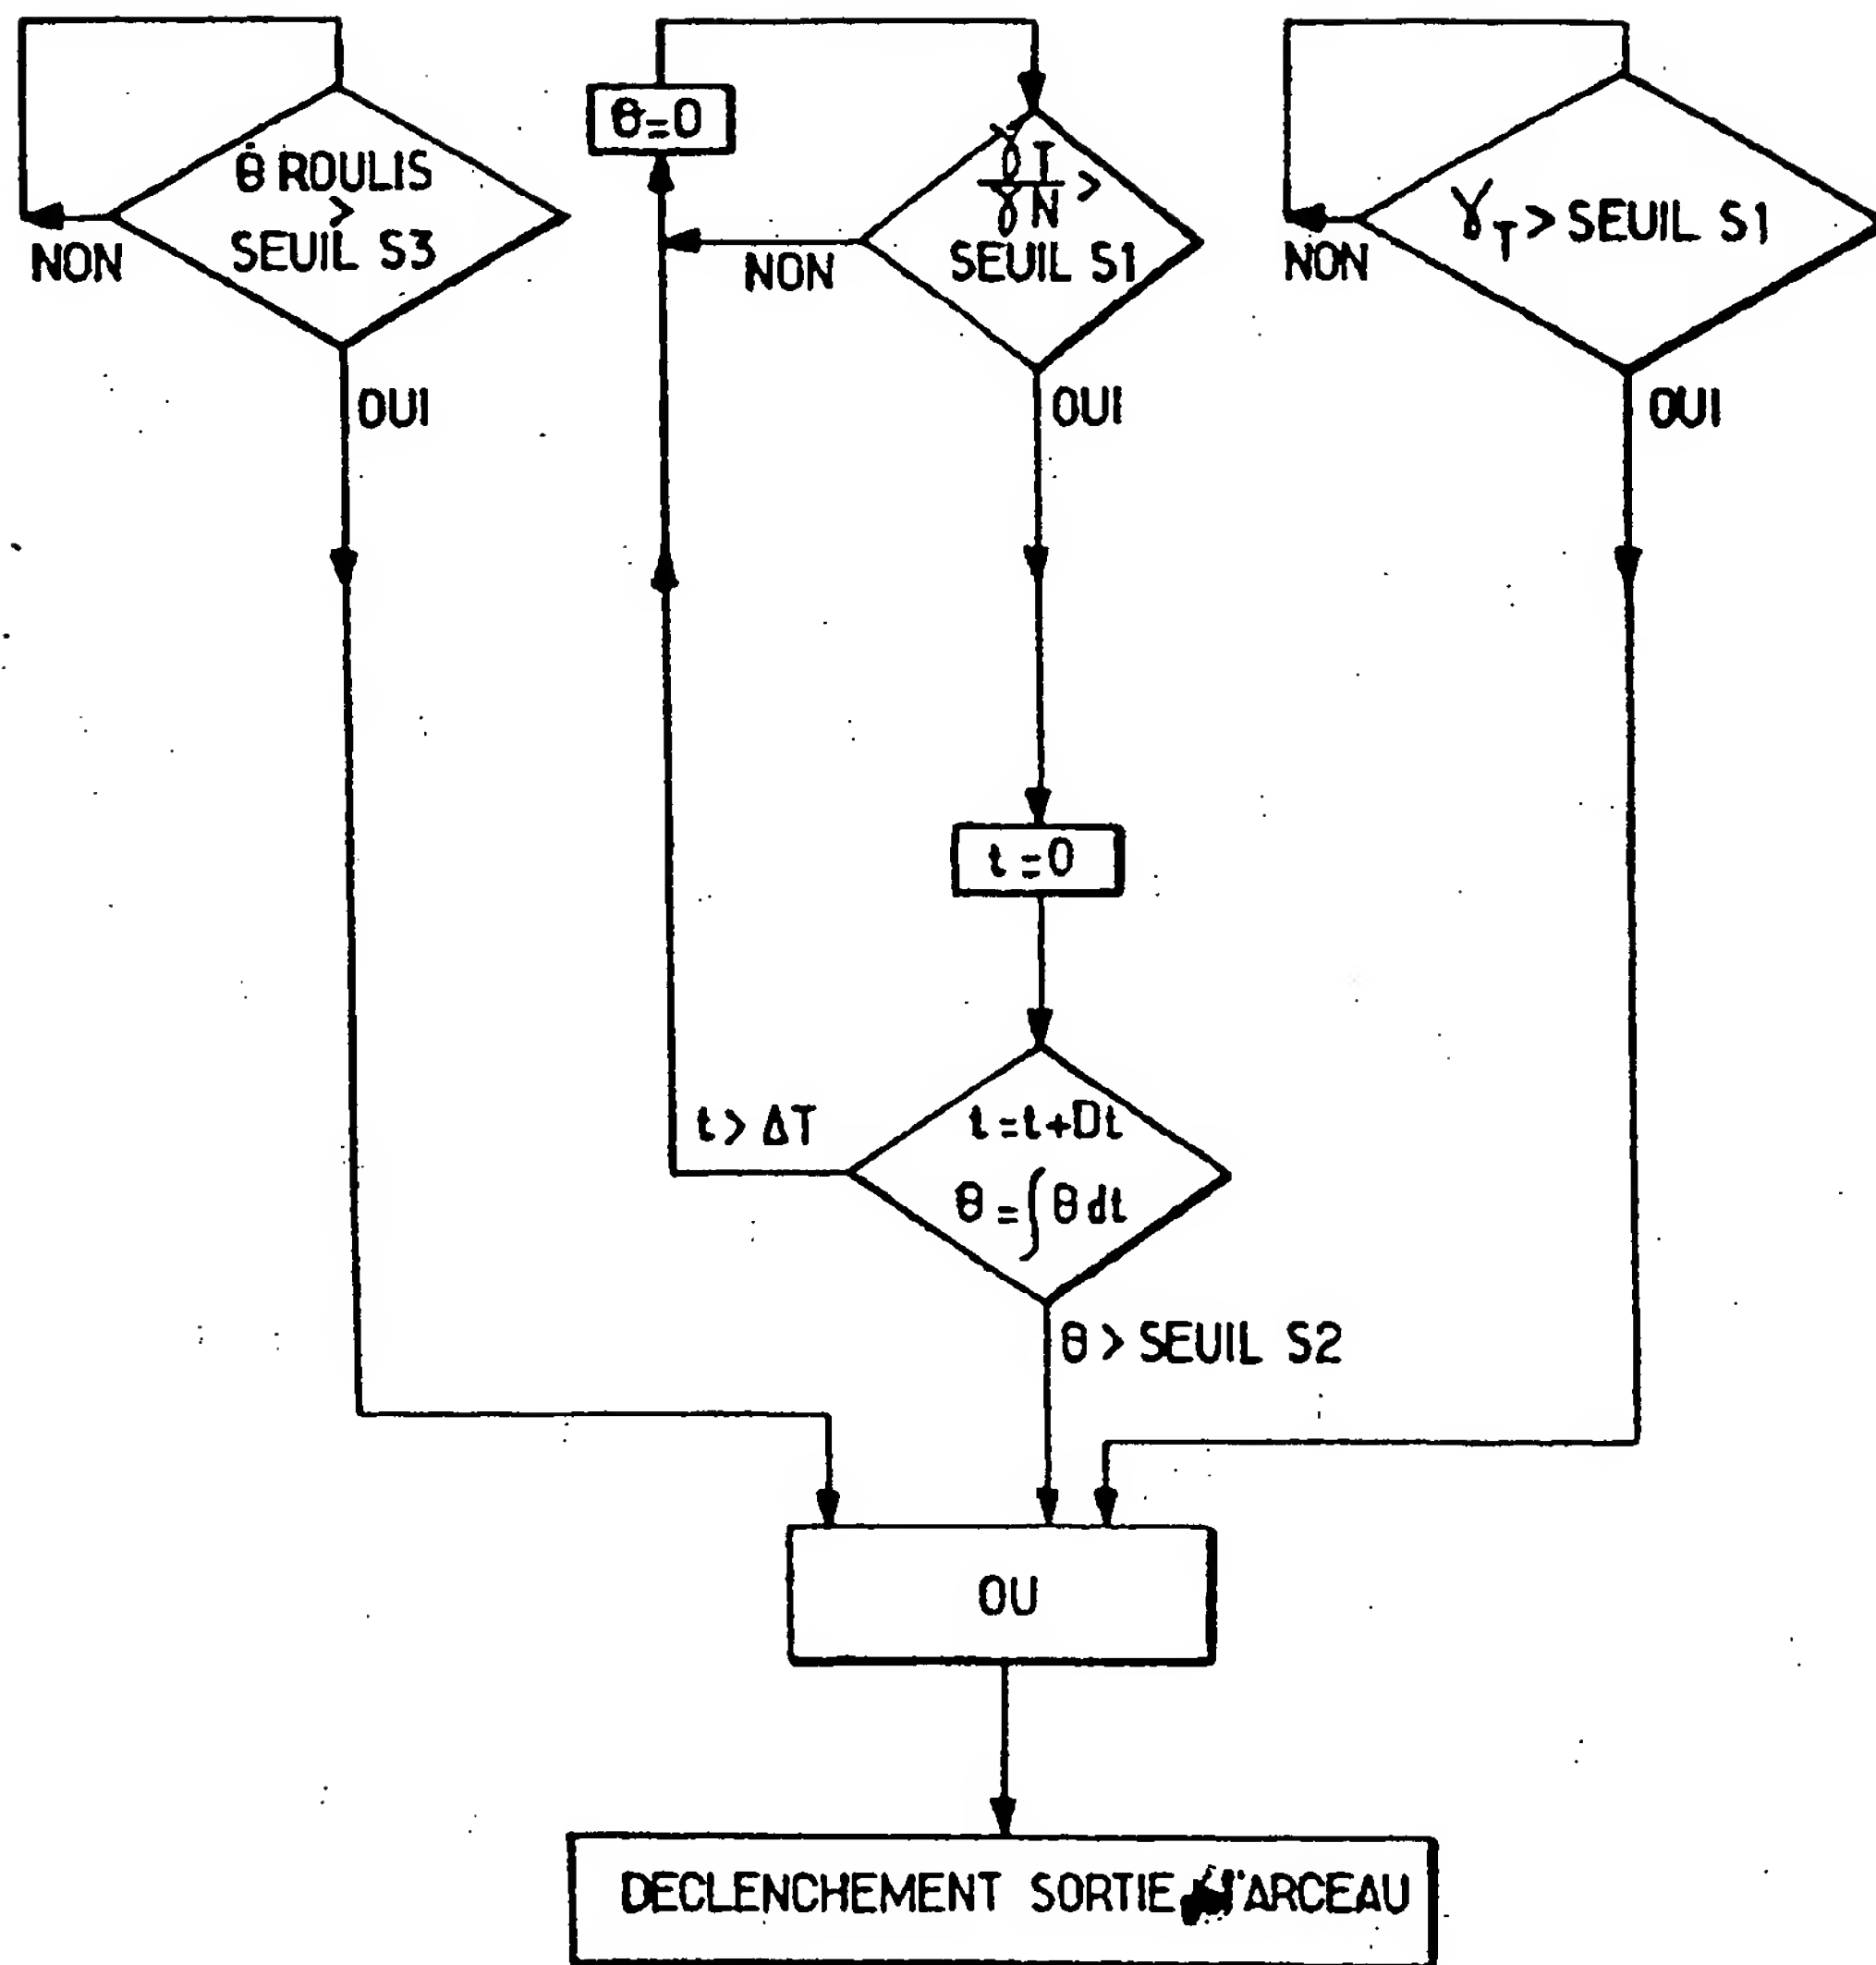 θ̇ ROULIS
>
SEUIL S3
NON
OUI
θ=0
γT
γN >
SEUIL S1
NON
OUI
γT > SEUIL S1
NON
OUI
t=0
t=t+Dt
θ=∫θdt
t> ΔT
θ > SEUIL S2
OU
DECLENCHEMENT SORTIE ARCEAU